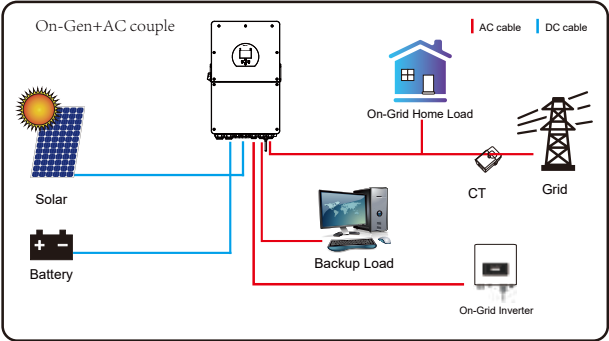 On-Gen+AC couple
AC cable
DC cable
On-Grid Home Load
Solar
CT
Grid
Battery
Backup Load
On-Grid Inverter